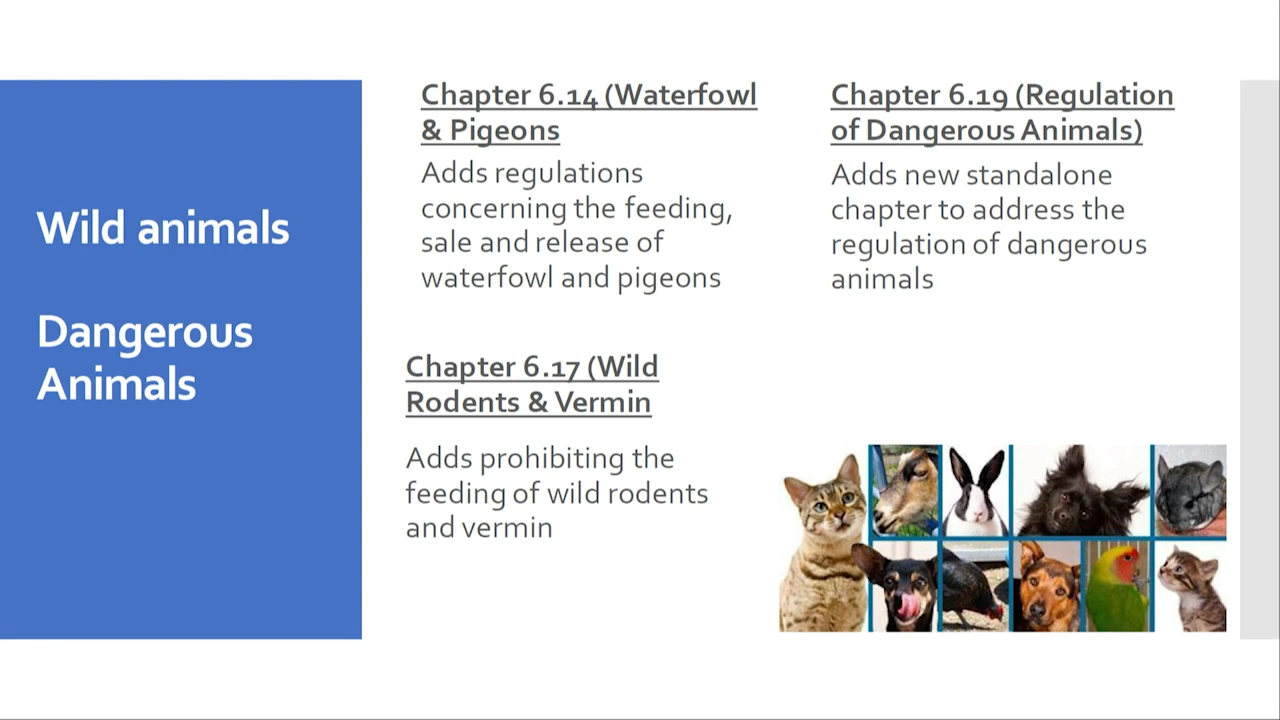 Wild animals
Dangerous
Animals
Chapter 6.14 (Waterfowl
& Pigeons
Adds regulations
concerning the feeding,
sale and release of
waterfowl and pigeons
Chapter 6.17 (Wild
Rodents & Vermin
Adds prohibiting the
feeding of wild rodents
and vermin
Chapter 6.19 (Regulation
of Dangerous Animals)
Adds new standalone
chapter to address the
regulation of dangerous
animals